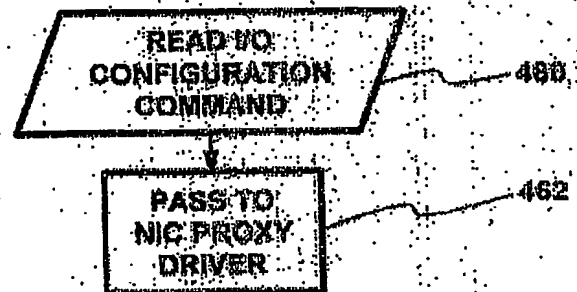 READ I/O
CONFIGURATION
COMMAND
460
PASS TO
NIC PROXY
DRIVER
462